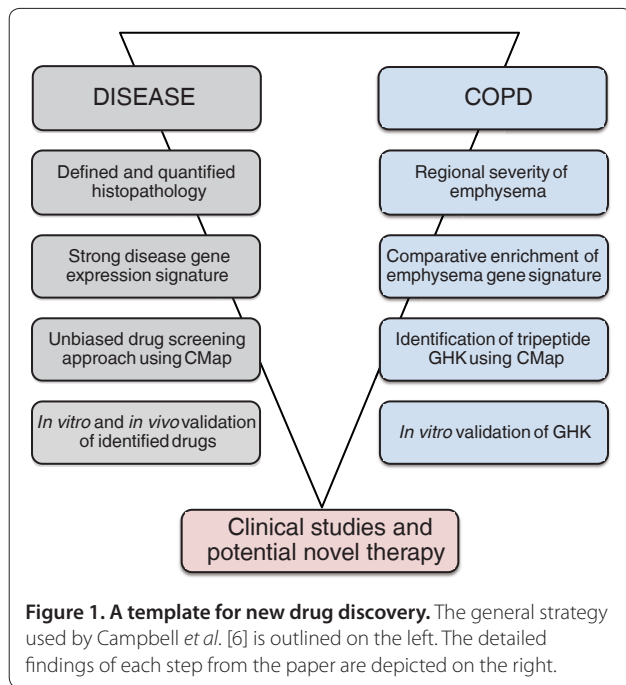 DISEASE
Defined and quantified
histopathology
Strong disease gene
expression signature
Unbiased drug screening
approach using CMap
In vitro and in vivo validation
of identified drugs
COPD
Regional severity of
emphysema
Comparative enrichment of
emphysema gene signature
Identification of tripeptide
GHK using CMap
In vitro validation of GHK
Clinical studies and
potential novel therapy
Figure 1. A template for new drug discovery. The general strategy
used by Campbell et al. [6] is outlined on the left. The detailed
findings of each step from the paper are depicted on the right.